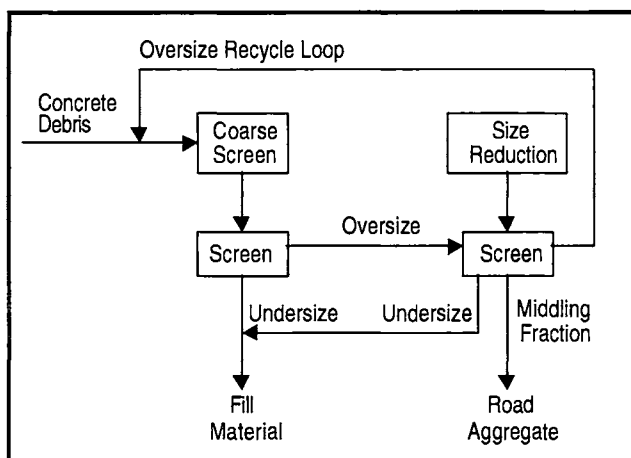 Oversize Recycle Loop
Concrete
Debris
Coarse
Screen
Size
Reduction
Screen
Oversize
Screen
Undersize
Undersize
Middling
Fraction
Fill
Material
Road
Aggregate